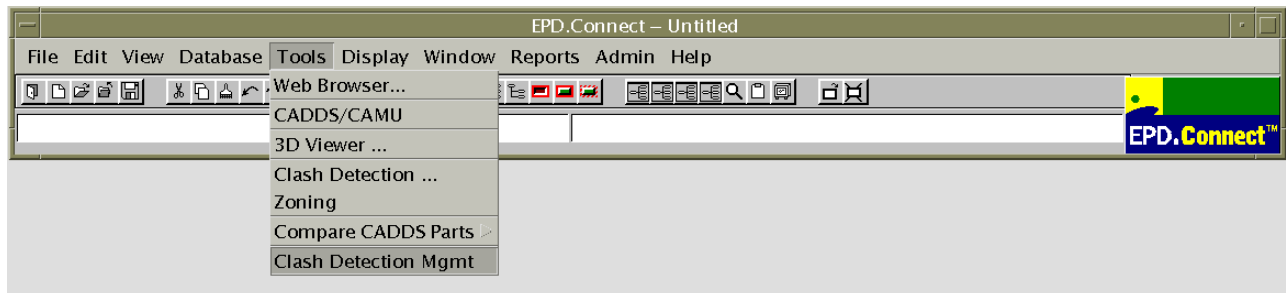 EPD.Connect – Untitled
File Edit View Database Tools Display Window Reports Admin Help
Web Browser...
CADDS/CAMU
3D Viewer ...
Clash Detection ...
Zoning
Compare CADDS Parts
Clash Detection Mgmt
EPD.Connect™